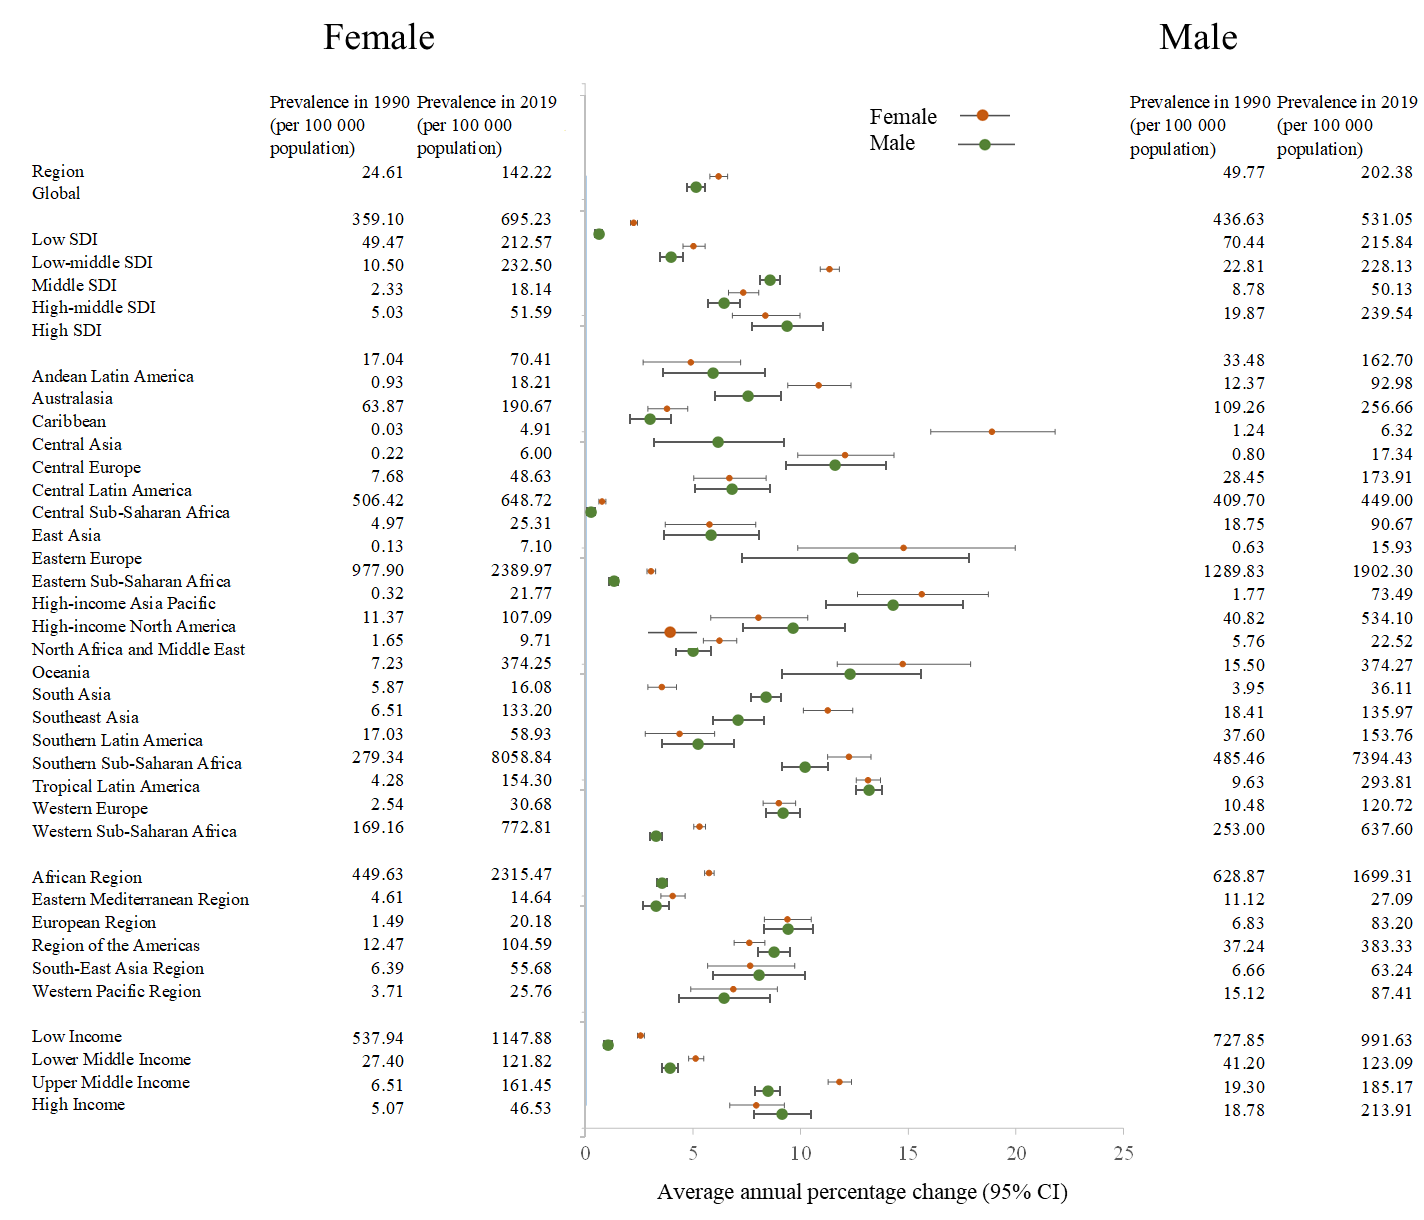 Female Male
Prevalence in 1990 Prevalence in 2019 Prevalence in 1990 Prevalence in 2019
(per 100 000 (per 100 000 (per 100 000 (per 100 000
population) population) population) population)
Female
Male
Region 24.61 142.22 49.77 202.38
Global
359.10 695.23 436.63 531.05
Low SDI 49.47 212.57 70.44 215.84
Low-middle SDI 10.50 232.50 22.81 228.13
Middle SDI 2.33 18.14 8.78 50.13
High-middle SDI 5.03 51.59 19.87 239.54
High SDI
17.04 70.41 33.48 162.70
Andean Latin America 0.93 18.21 12.37 92.98
Australasia 63.87 190.67 109.26 256.66
Caribbean 0.03 4.91 1.24 6.32
Central Asia 0.22 6.00 0.80 17.34
Central Europe 7.68 48.63 28.45 173.91
Central Latin America 506.42 648.72 409.70 449.00
Central Sub-Saharan Africa 4.97 25.31 18.75 90.67
East Asia 0.13 7.10 0.63 15.93
Eastern Europe 977.90 2389.97 1289.83 1902.30
Eastern Sub-Saharan Africa 0.32 21.77 1.77 73.49
High-income Asia Pacific 11.37 107.09 40.82 534.10
High-income North America 1.65 9.71 5.76 22.52
North Africa and Middle East 7.23 374.25 15.50 374.27
Oceania 5.87 16.08 3.95 36.11
South Asia 6.51 133.20 18.41 135.97
Southeast Asia 17.03 58.93 37.60 153.76
Southern Latin America 279.34 8058.84 485.46 7394.43
Southern Sub-Saharan Africa 4.28 154.30 9.63 293.81
Tropical Latin America 2.54 30.68 10.48 120.72
Western Europe 169.16 772.81 253.00 637.60
Western Sub-Saharan Africa
African Region 449.63 2315.47 628.87 1699.31
Eastern Mediterranean Region 4.61 14.64 11.12 27.09
European Region 1.49 20.18 6.83 83.20
Region of the Americas 12.47 104.59 37.24 383.33
South-East Asia Region 6.39 55.68 6.66 63.24
Western Pacific Region 3.71 25.76 15.12 87.41
Low Income 537.94 1147.88 727.85 991.63
Lower Middle Income 27.40 121.82 41.20 123.09
Upper Middle Income 6.51 161.45 19.30 185.17
High Income 5.07 46.53 18.78 213.91
0 5 10 15 20 25
Average annual percentage change (95% CI)